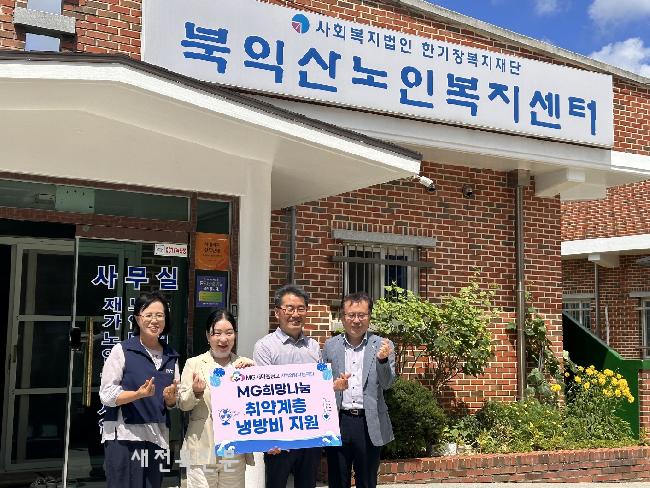 사회복지법인 한기장복지재단
북익산노인복지센터
사무실
MG희망나눔
취약계층
냉방비 지원
새전북신문